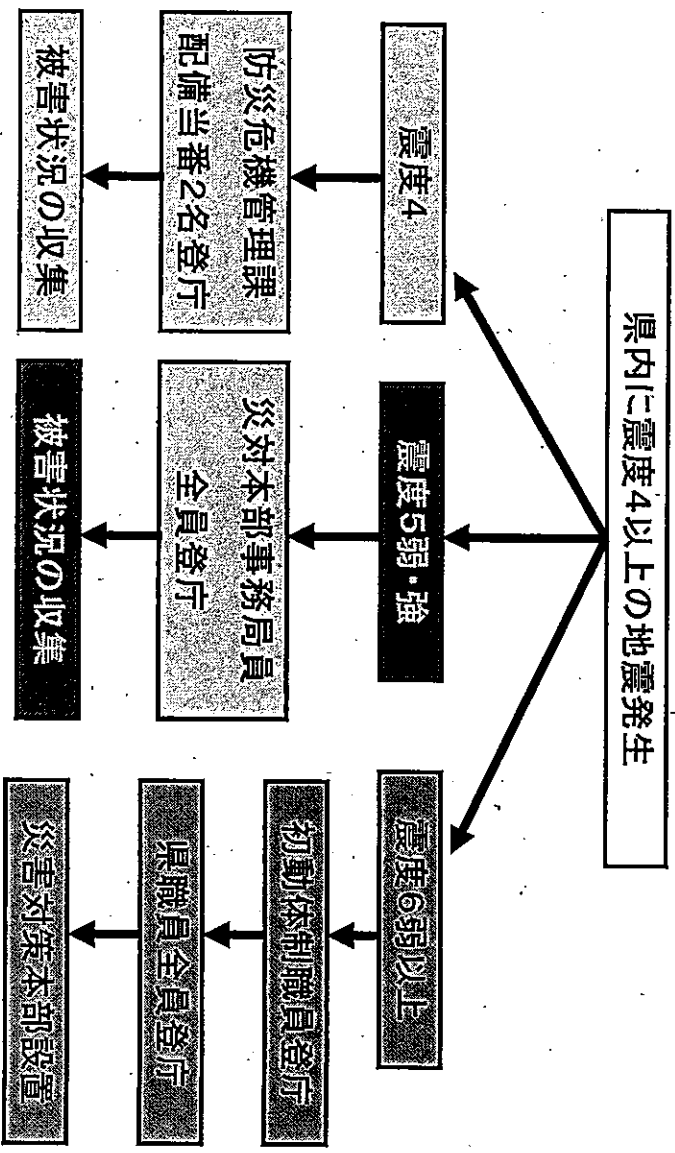 県内に震度4以上の地震発生
震度4
防災危機管理課
配備当番2名登庁
被害状況の収集
震度5弱・強
災対本部事務局員
全員登庁
被害状況の収集
震度6弱以上
初動体制職員登庁
県職員全員登庁
災害対策本部設置